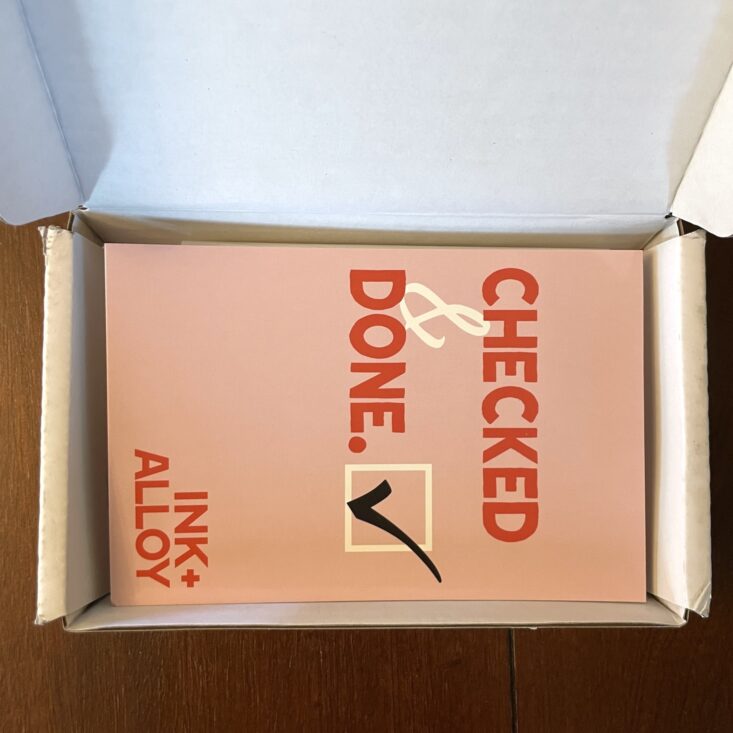 CHECKED
&
DONE.
INK+
ALLOY